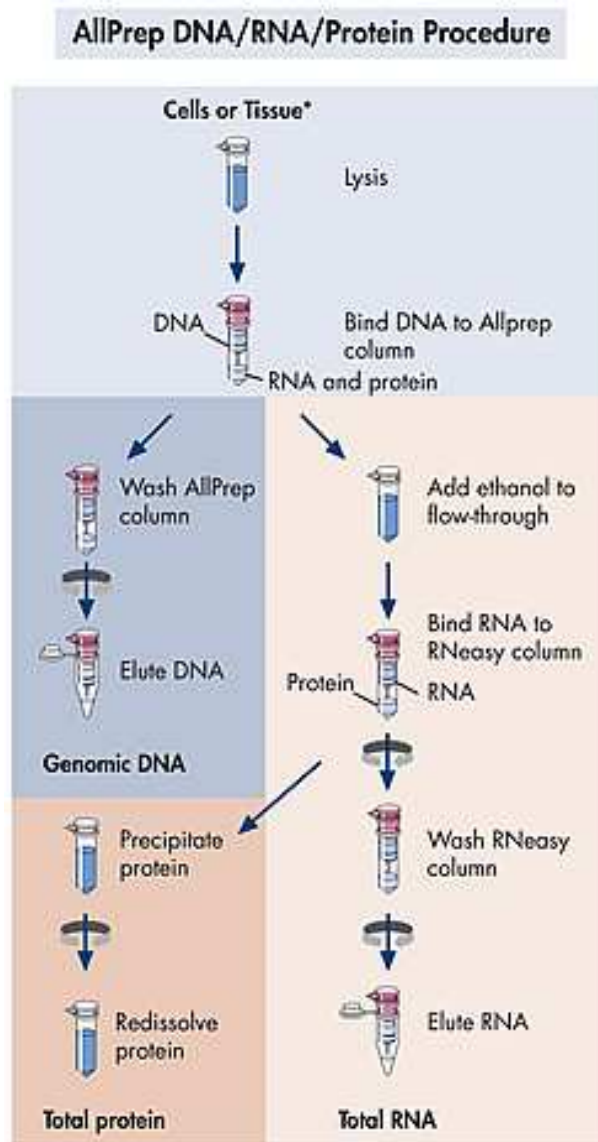 AllPrep DNA/RNA/Protein Procedure
Cells or Tissue*
Lysis
DNA
Bind DNA to Allprep
column
RNA and protein
Wash AllPrep
column
Elute DNA
Genomic DNA
Add ethanol to
flow-through
Bind RNA to
RNeasy column
Protein
RNA
Wash RNeasy
column
Elute RNA
Total RNA
Precipitate
protein
Redissolve
protein
Total protein